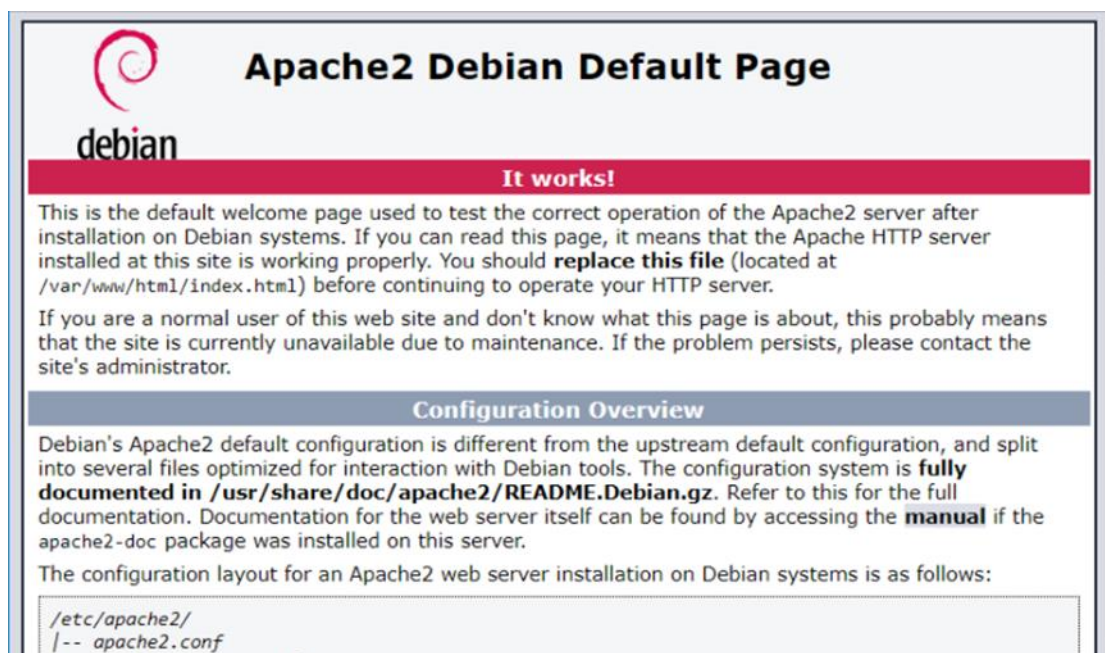 debian
Apache2 Debian Default Page
It works!
This is the default welcome page used to test the correct operation of the Apache2 server after
installation on Debian systems. If you can read this page, it means that the Apache HTTP server
installed at this site is working properly. You should replace this file (located at
/var/www/html/index.html) before continuing to operate your HTTP server.
If you are a normal user of this web site and don't know what this page is about, this probably means
that the site is currently unavailable due to maintenance. If the problem persists, please contact the
site's administrator.
Configuration Overview
Debian's Apache2 default configuration is different from the upstream default configuration, and split
into several files optimized for interaction with Debian tools. The configuration system is fully
documented in /usr/share/doc/apache2/README.Debian.gz. Refer to this for the full
documentation. Documentation for the web server itself can be found by accessing the manual if the
apache2-doc package was installed on this server.
The configuration layout for an Apache2 web server installation on Debian systems is as follows:
/etc/apache2/
|-- apache2.conf